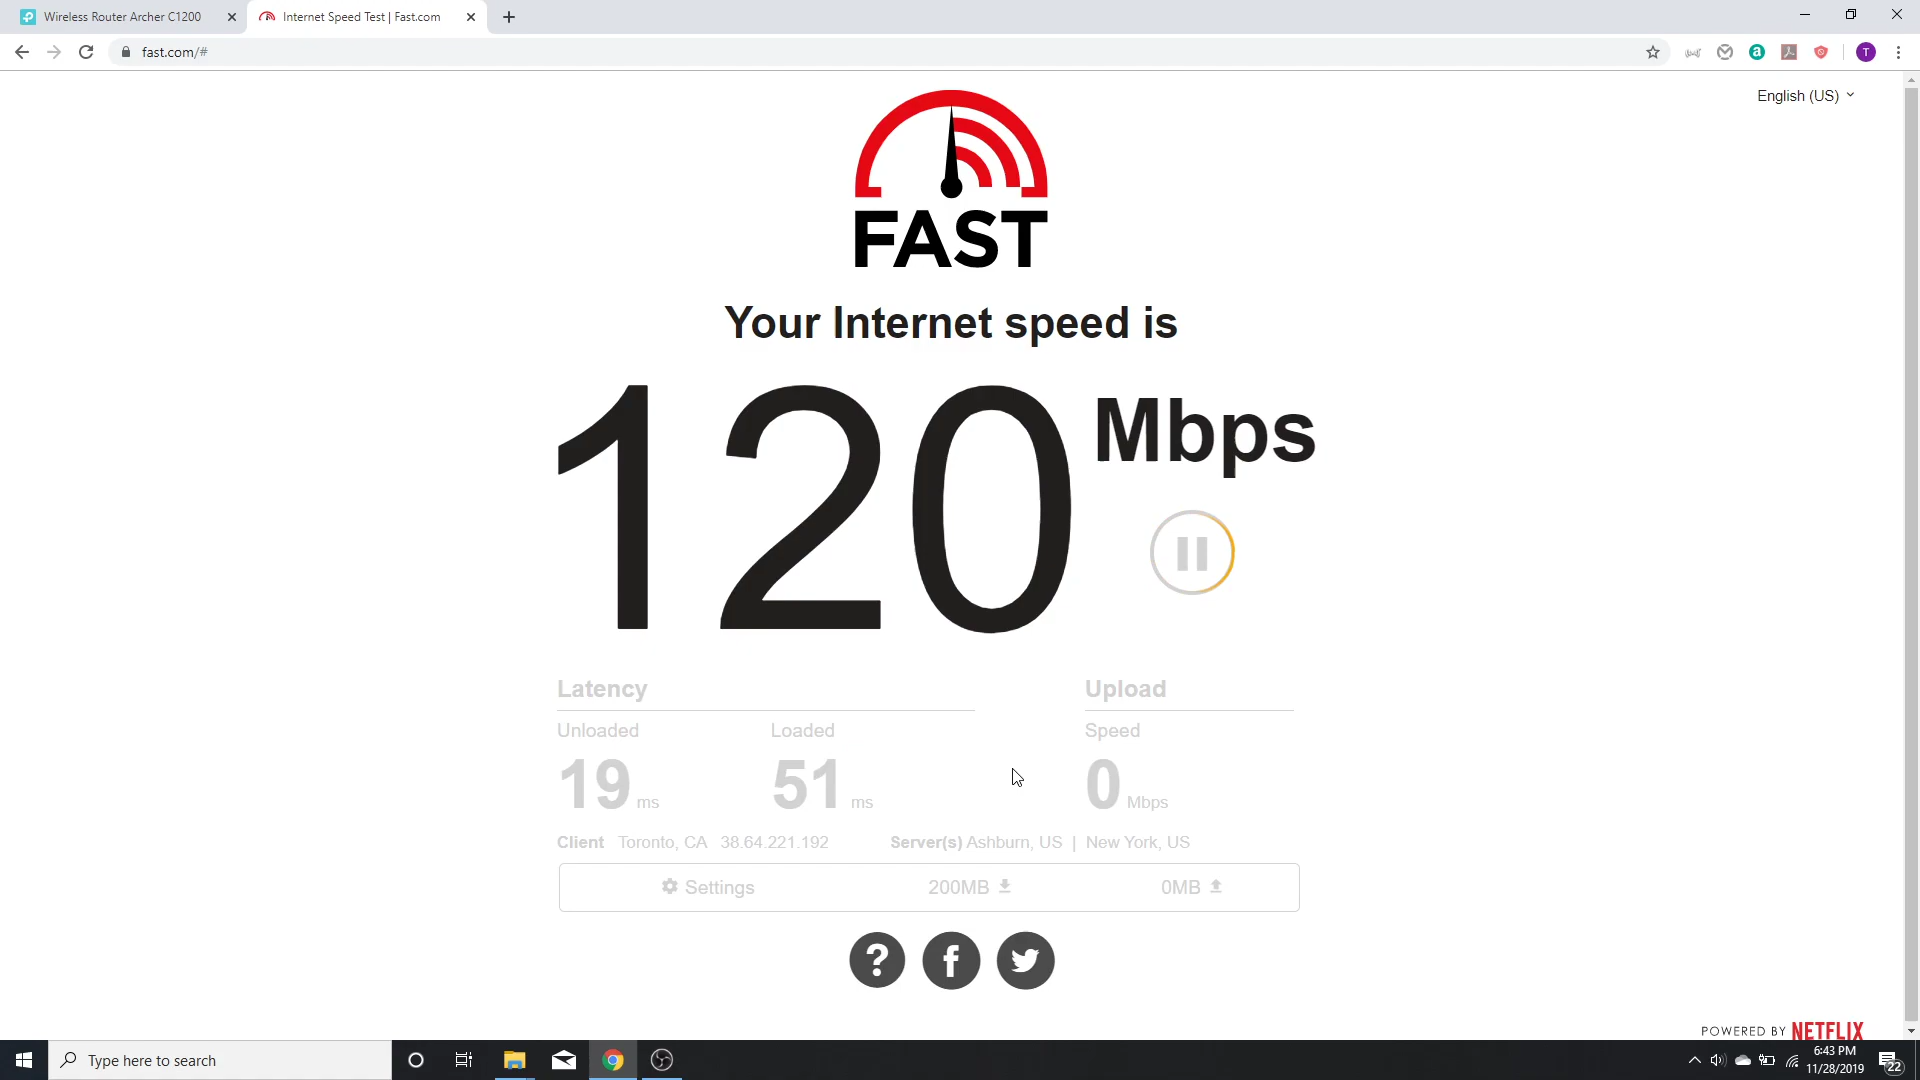 Wireless Router Archer C1200
Internet Speed Test | Fast.com
fast.com/#
T
English (US)
FAST
Your Internet speed is
120 Mbps
Latency
Upload
Unloaded
Loaded
Speed
19 ms
51 ms
0 Mbps
Client Toronto, CA 38.64.221.192
Server(s) Ashburn, US | New York, US
Settings
200MB
0MB
?
f
POWERED BY NETFLIX
Type here to search
6:43 PM
11/28/2019
22